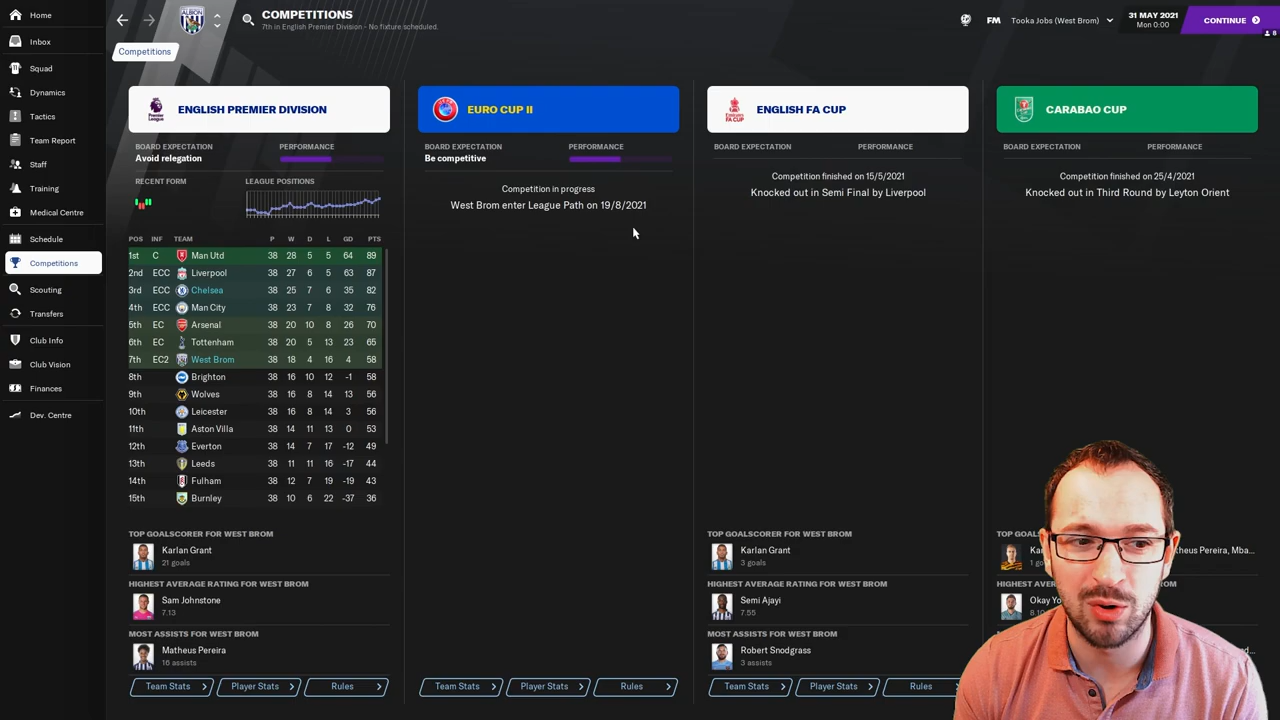 Home
Inbox
Squad
Dynamics
Tactics
Team Report
Staff
Training
Medical Centre
Schedule
Competitions
Scouting
Transfers
Club Info
Club Vision
Finances
Dev. Centre
ALBION
COMPETITIONS
7th in English Premier Division - No fixture scheduled.
FM
Tooka Jobs (West Brom)
31 MAY 2021
Mon 0:00
CONTINUE
8
Competitions
ENGLISH PREMIER DIVISION
BOARD EXPECTATION PERFORMANCE
Avoid relegation
RECENT FORM LEAGUE POSITIONS
POS INF TEAM P W D L GD PTS
1st C Man Utd 38 28 5 5 64 89
2nd ECC Liverpool 38 27 6 5 63 87
3rd ECC Chelsea 38 25 7 6 35 82
4th ECC Man City 38 23 7 8 32 76
5th EC Arsenal 38 20 10 8 26 70
6th EC Tottenham 38 20 5 13 23 65
7th EC2 West Brom 38 18 4 16 4 58
8th Brighton 38 16 10 12 -1 58
9th Wolves 38 16 8 14 13 56
10th Leicester 38 16 8 14 3 56
11th Aston Villa 38 14 11 13 0 53
12th Everton 38 14 7 17 -12 49
13th Leeds 38 11 11 16 -17 44
14th Fulham 38 12 7 19 -19 43
15th Burnley 38 10 6 22 -37 36
TOP GOALSCORER FOR WEST BROM
Karlan Grant
21 goals
HIGHEST AVERAGE RATING FOR WEST BROM
Sam Johnstone
7.13
MOST ASSISTS FOR WEST BROM
Matheus Pereira
16 assists
Team Stats Player Stats Rules
EURO CUP II
BOARD EXPECTATION PERFORMANCE
Be competitive
Competition in progress
West Brom enter League Path on 19/8/2021
Team Stats Player Stats Rules
ENGLISH FA CUP
BOARD EXPECTATION PERFORMANCE
Competition finished on 15/5/2021
Knocked out in Semi Final by Liverpool
TOP GOALSCORER FOR WEST BROM
Karlan Grant
3 goals
HIGHEST AVERAGE RATING FOR WEST BROM
Semi Ajayi
7.55
MOST ASSISTS FOR WEST BROM
Robert Snodgrass
3 assists
Team Stats Player Stats Rules
CARABAO CUP
BOARD EXPECTATION PERFORMANCE
Competition finished on 25/4/2021
Knocked out in Third Round by Leyton Orient
TOP
heus Pereira, Mba...
1
HIGHEST
WEST BROM
Okay
8.10
MOST